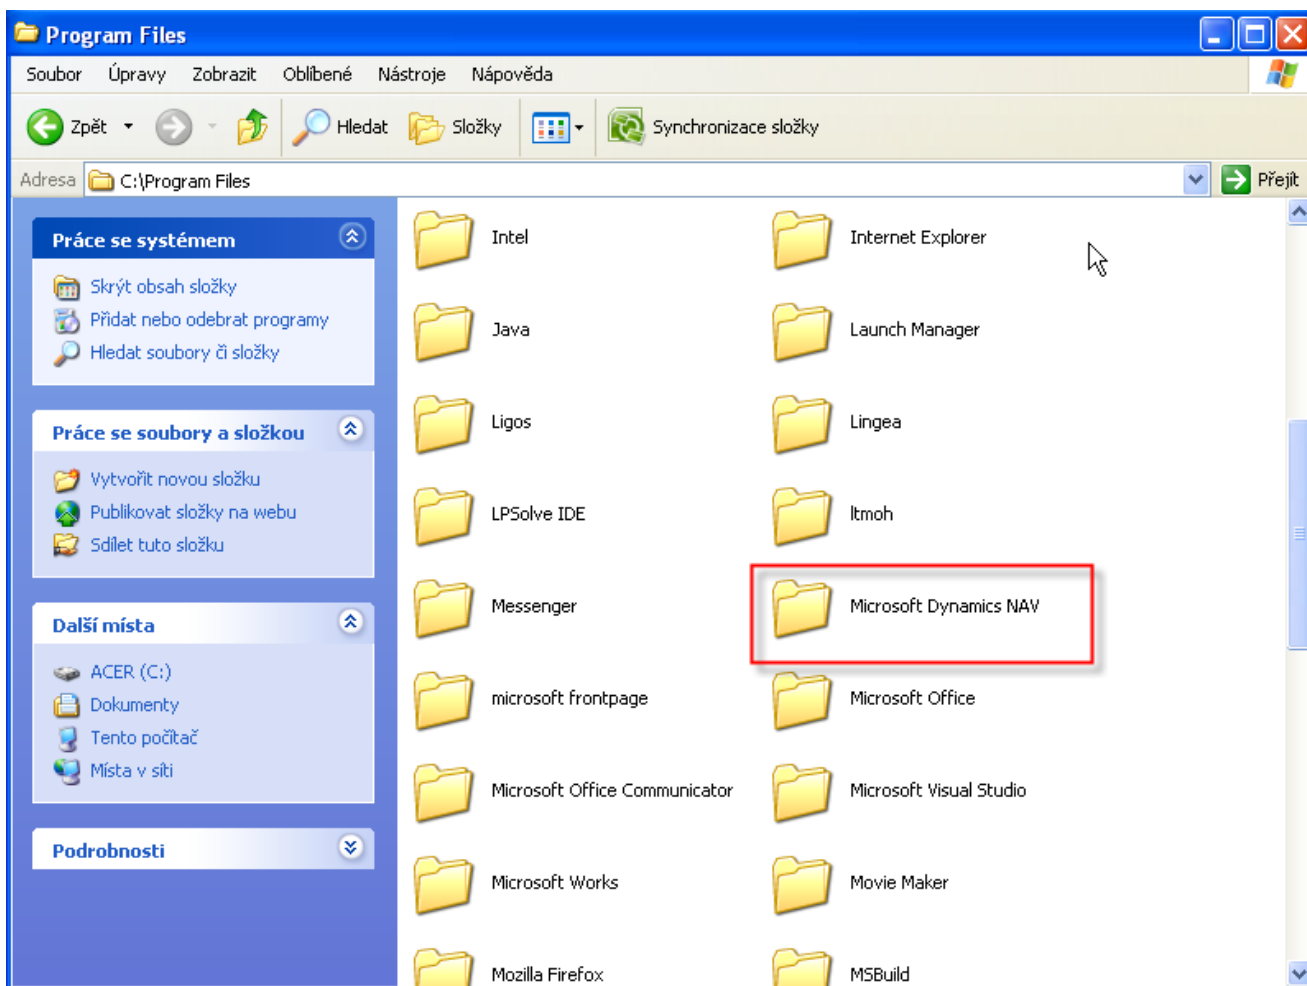 Program Files
Soubor Úpravy Zobrazit Oblíbené Nástroje Nápověda
Zpět Hledat Složky Synchronizace složky
Adresa C:\Program Files Přejít
Práce se systémem
Skrýt obsah složky
Přidat nebo odebrat programy
Hledat soubory či složky
Práce se soubory a složkou
Vytvořit novou složku
Publikovat složky na webu
Sdílet tuto složku
Další místa
ACER (C:)
Dokumenty
Tento počítač
Místa v síti
Podrobnosti
Intel Internet Explorer
Java Launch Manager
Ligos Lingea
LPSolve IDE ltmoh
Messenger Microsoft Dynamics NAV
microsoft frontpage Microsoft Office
Microsoft Office Communicator Microsoft Visual Studio
Microsoft Works Movie Maker
Mozilla Firefox MSBuild